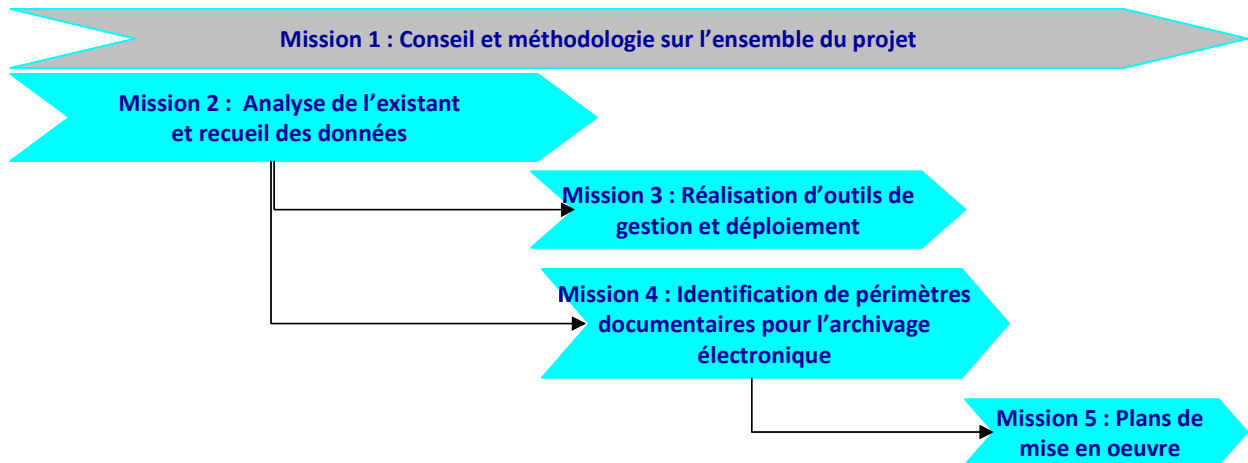 Mission 1 : Conseil et méthodologie sur l’ensemble du projet
Mission 2 :  Analyse de l’existant
et recueil des données
Mission 3 : Réalisation d’outils de
gestion et déploiement
Mission 4 : Identification de périmètres
documentaires pour l’archivage
électronique
Mission 5 : Plans de
mise en oeuvre